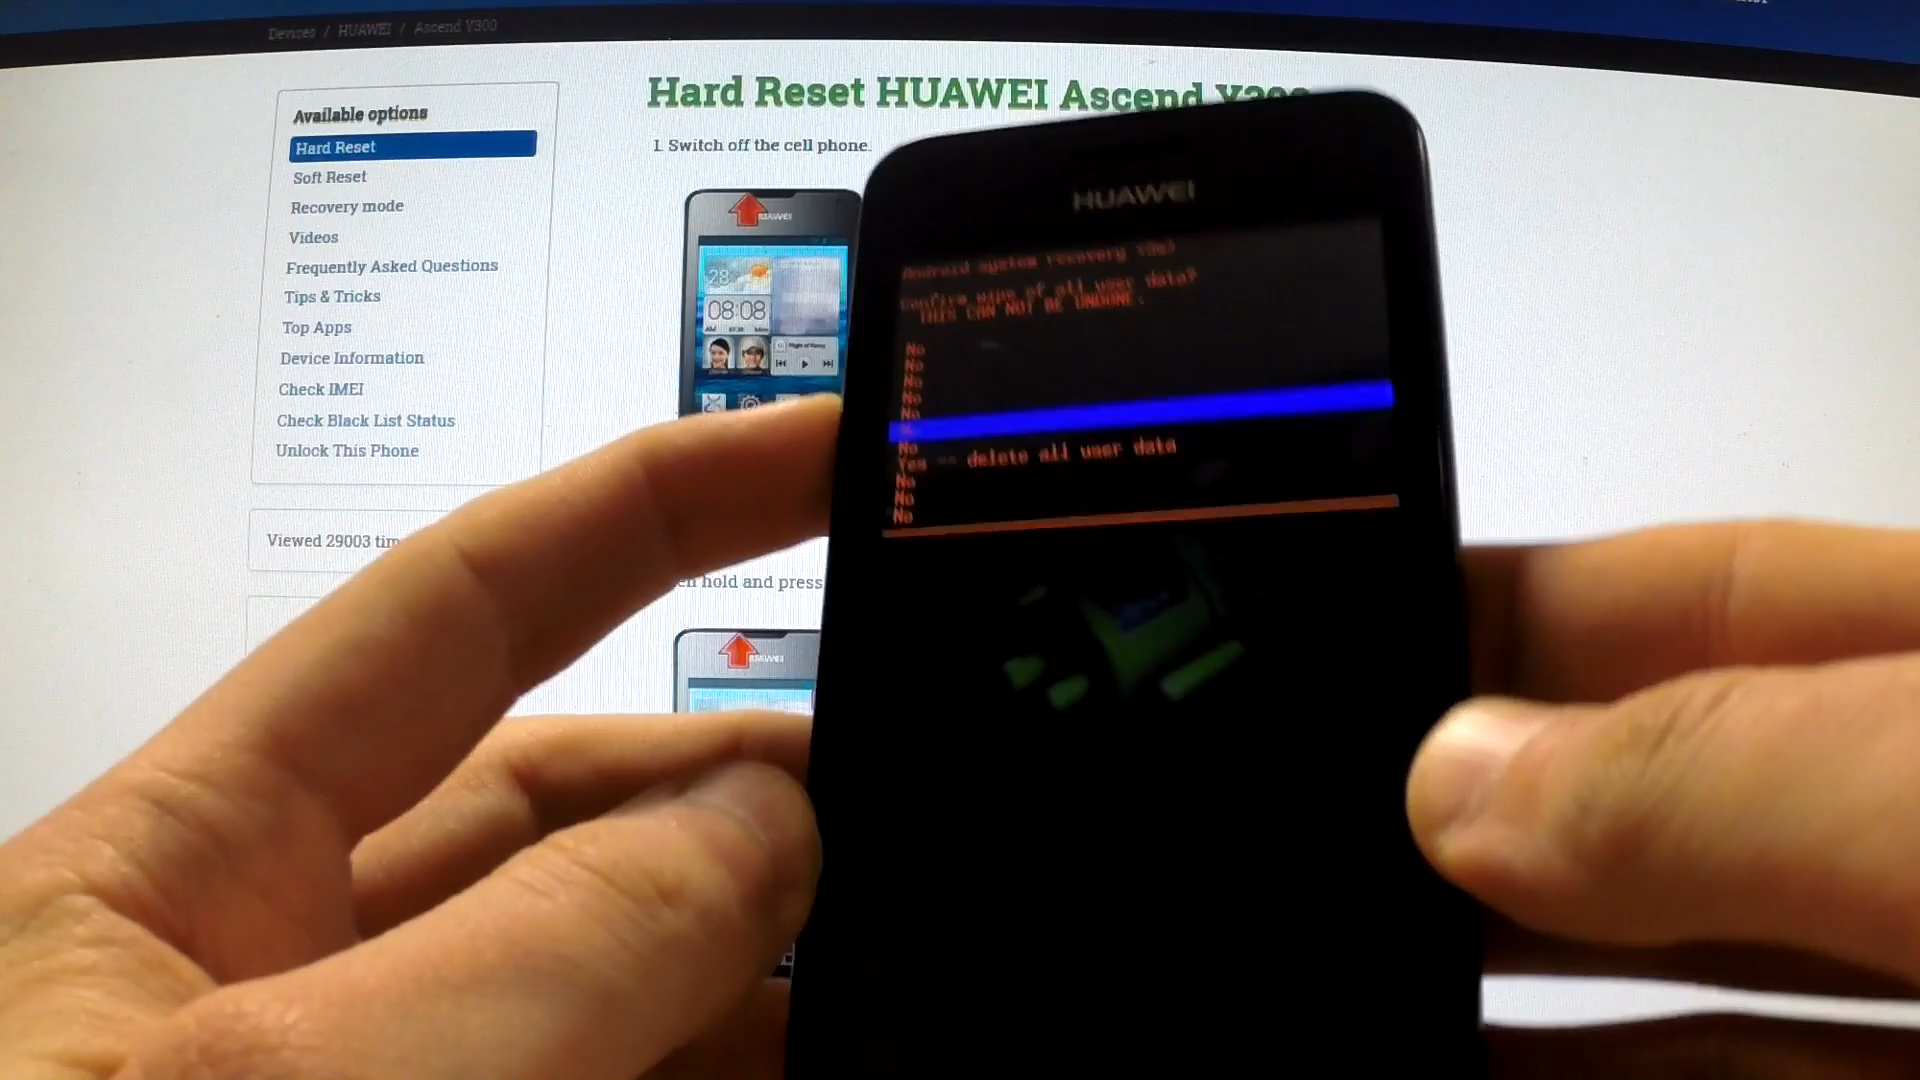 Devices / HUAWEI / Ascend Y300
Available options
Hard Reset
Soft Reset
Recovery mode
Videos
Frequently Asked Questions
Tips & Tricks
Top Apps
Device Information
Check IMEI
Check Black List Status
Unlock This Phone
Viewed 29003
Hard Reset HUAWEI Ascend Y300
1. Switch off the cell phone.
HUAWEI
28
08:08
hold and press
HUAWEI
HUAWEI
Android system recovery <3e>
Confirm wipe of all user data?
THIS CAN NOT BE UNDONE.
No
No
No
No
No
No
No
Yes -- delete all user data
No
No
No